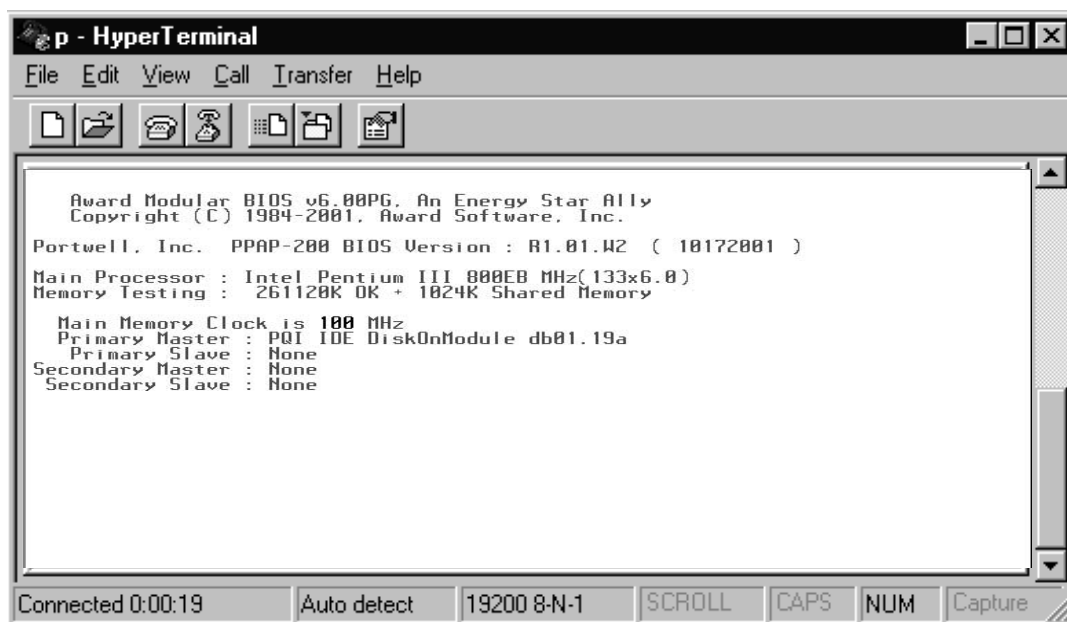 p - HyperTerminal
File Edit View Call Transfer Help
Award Modular BIOS v6.00PG, An Energy Star Ally
Copyright (C) 1984-2001, Award Software, Inc.
Portwell, Inc. PPAP-200 BIOS Version : R1.01.W2 ( 10172001 )
Main Processor : Intel Pentium III 800EB MHz(133x6.0)
Memory Testing : 261120K OK + 1024K Shared Memory
Main Memory Clock is 100 MHz
Primary Master : PQI IDE DiskOnModule db01.19a
Primary Slave : None
Secondary Master : None
Secondary Slave : None
Connected 0:00:19 Auto detect 19200 8-N-1 SCROLL CAPS NUM Capture